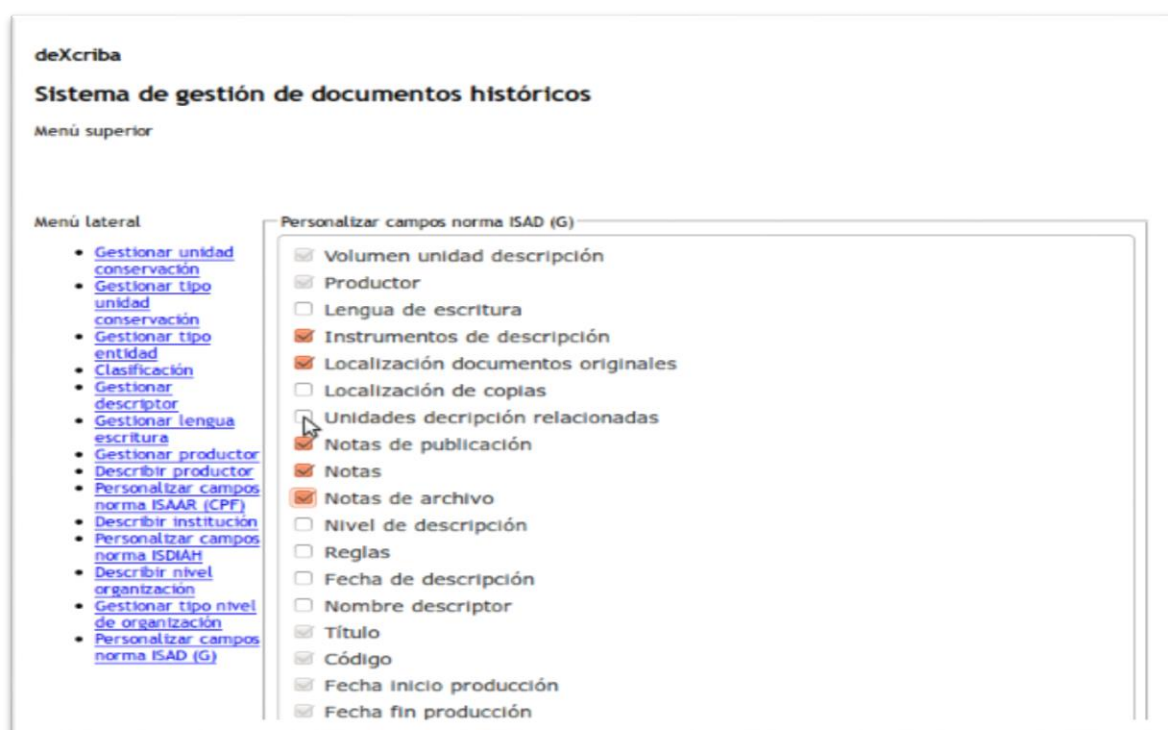 deXcriba
Sistema de gestión de documentos históricos
Menú superior
Menú lateral
Gestionar unidad
conservación
Gestionar tipo
unidad
conservación
Gestionar tipo
entidad
Clasificación
Gestionar
descriptor
Gestionar lengua
escritura
Gestionar productor
Describir productor
Personalizar campos
norma ISAAR (CPF)
Describir institución
Personalizar campos
norma ISDIAH
Describir nivel
organización
Gestionar tipo nivel
de organización
Personalizar campos
norma ISAD (G)
Personalizar campos norma ISAD (G)
Volumen unidad descripción
Productor
Lengua de escritura
Instrumentos de descripción
Localización documentos originales
Localización de copias
Unidades decripción relacionadas
Notas de publicación
Notas
Notas de archivo
Nivel de descripción
Reglas
Fecha de descripción
Nombre descriptor
Título
Código
Fecha inicio producción
Fecha fin producción